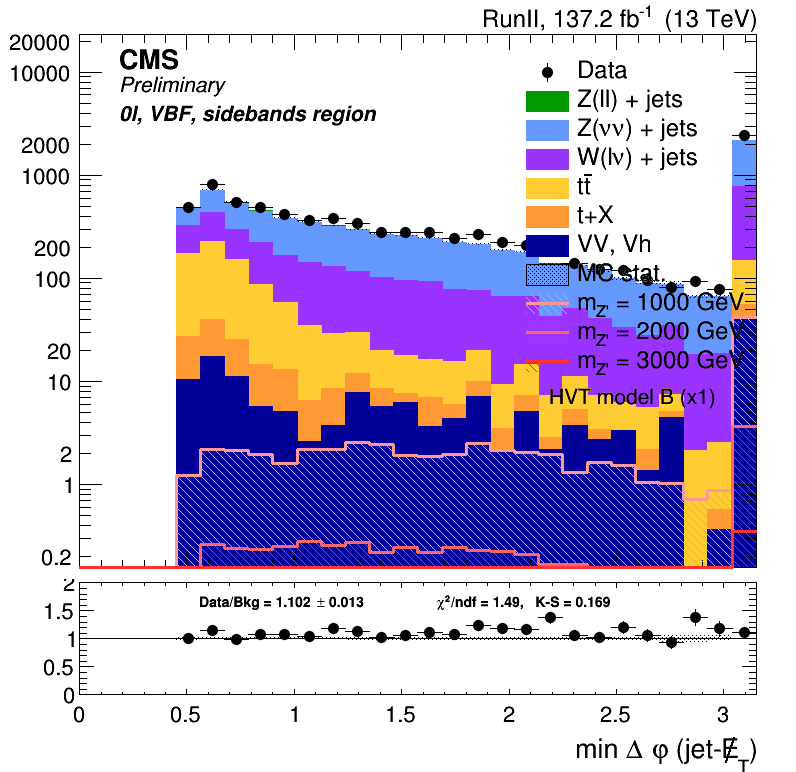 RunII, 137.2 fb⁻¹ (13 TeV)
CMS
Preliminary
0l, VBF, sidebands region
Data
Z(ll) + jets
Z(νν) + jets
W(lν) + jets
tt̄
t+X
VV, Vh
MC stat.
m_Z' = 1000 GeV
m_Z' = 2000 GeV
m_Z' = 3000 GeV
HVT model B (x1)
20000
10000
2000
1000
200
100
20
10
2
1
0.2
Data/Bkg = 1.102 ± 0.013 χ²/ndf = 1.49, K-S = 0.169
2
1.5
1
0.5
0
0 0.5 1 1.5 2 2.5 3
min Δ φ (jet-E̸_T)